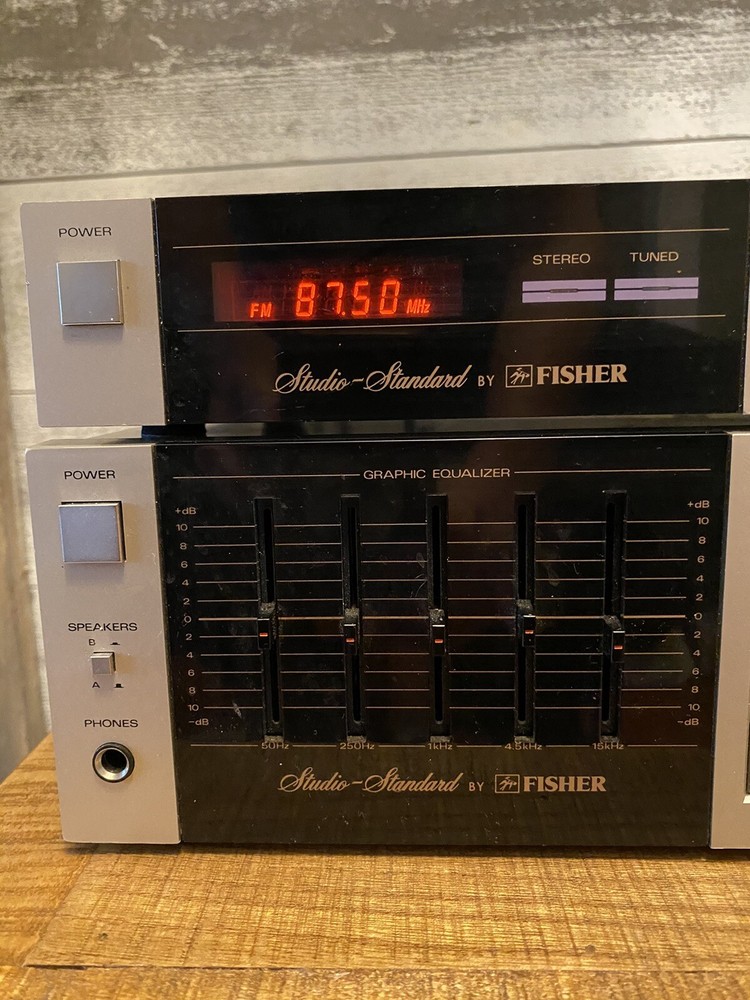 POWER
STEREO TUNED
FM 87.50 MHz
Studio-Standard BY FISHER
POWER
GRAPHIC EQUALIZER
+dB +dB
10 10
8 8
6 6
4 4
2 2
0 0
2 2
4 4
6 6
8 8
10 10
-dB -dB
SPEAKERS
B
A
PHONES
50Hz 250Hz 1kHz 4.5kHz 15kHz
Studio-Standard BY FISHER